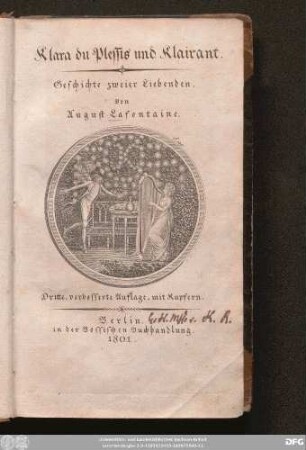 Klara du Plessis und Klairant.
Geschichte zweier Liebenden.
Von
August Lafontaine.
Dritte, verbesserte Auflage, mit Kupfern.
Berlin.
in der Vossischen Buchhandlung
1801.
DFG